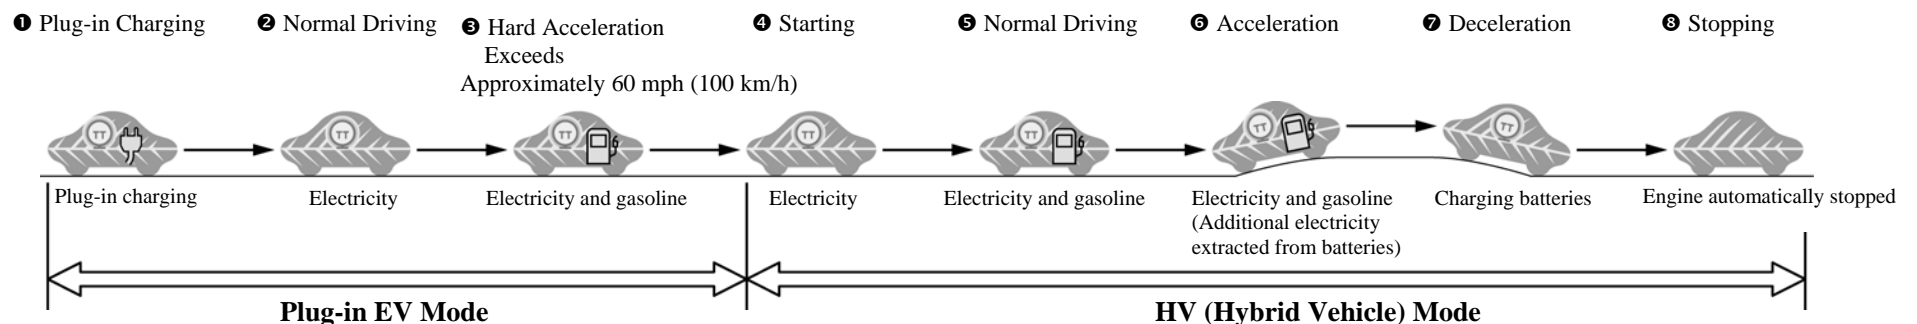 ❶ Plug-in Charging
❷ Normal Driving
❸ Hard Acceleration
Exceeds
Approximately 60 mph (100 km/h)
❹ Starting
❺ Normal Driving
❻ Acceleration
❼ Deceleration
❽ Stopping
Plug-in charging
Electricity
Electricity and gasoline
Electricity
Electricity and gasoline
Electricity and gasoline
(Additional electricity
extracted from batteries)
Charging batteries
Engine automatically stopped
Plug-in EV Mode
HV (Hybrid Vehicle) Mode